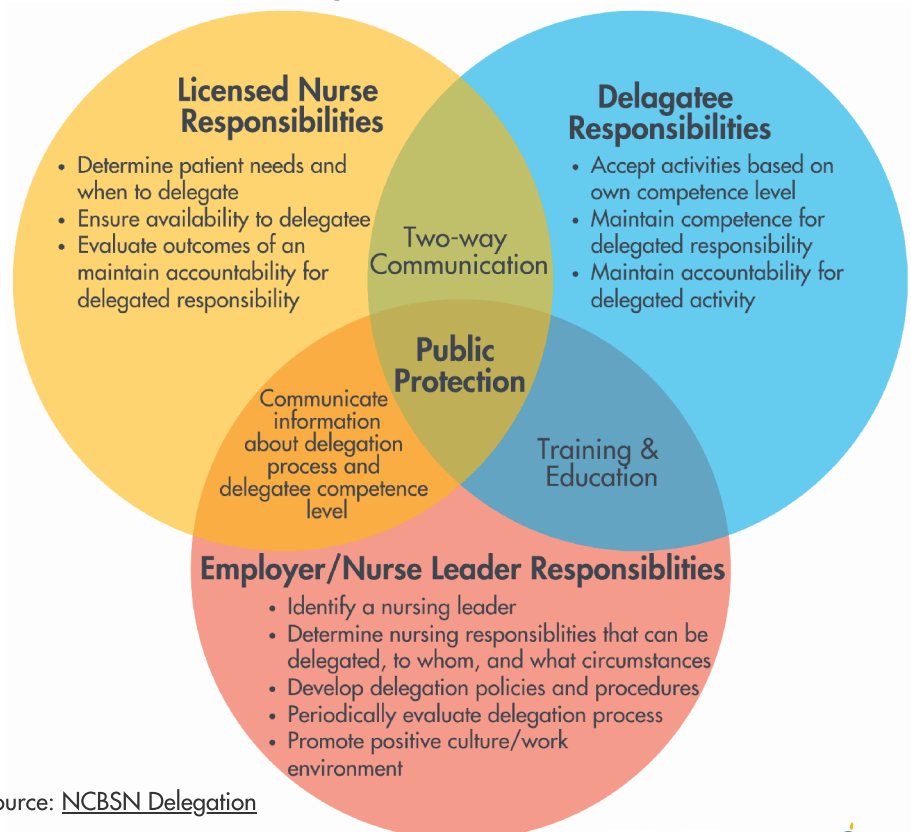 Licensed Nurse
Responsibilities
• Determine patient needs and
when to delegate
• Ensure availability to delegatee
• Evaluate outcomes of an
maintain accountability for
delegated responsibility
Delagatee
Responsibilities
• Accept activities based on
own competence level
• Maintain competence for
delegated responsibility
• Maintain accountability for
delegated activity
Two-way
Communication
Public
Protection
Communicate
information
about delegation
process and
delegatee competence
level
Training &
Education
Employer/Nurse Leader Responsiblities
• Identify a nursing leader
• Determine nursing responsiblities that can be
delegated, to whom, and what circumstances
• Develop delegation policies and procedures
• Periodically evaluate delegation process
• Promote positive culture/work
environment
ource: NCBSN Delegation